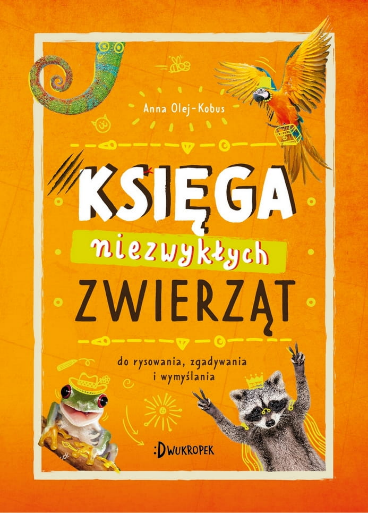 Anna Olej-Kobus
KSIĘGA
niezwykłych
ZWIERZĄT
do rysowania, zgadywania
i wymyślania
:DWUKROPEK